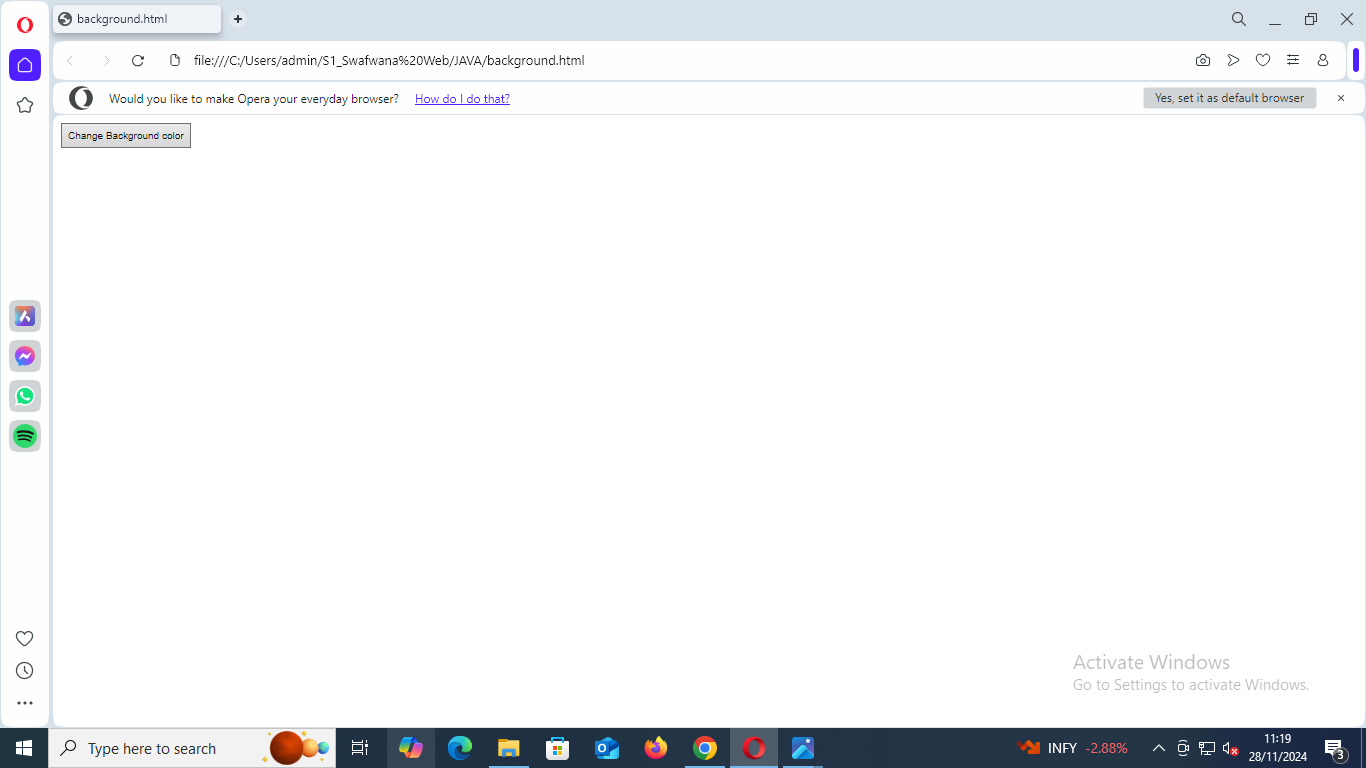 background.html
file:///C:/Users/admin/S1_Swafwana%20Web/JAVA/background.html
Would you like to make Opera your everyday browser? How do I do that? Yes, set it as default browser
Change Background color
Activate Windows
Go to Settings to activate Windows.
Type here to search
INFY -2.88%
11:19
28/11/2024
3